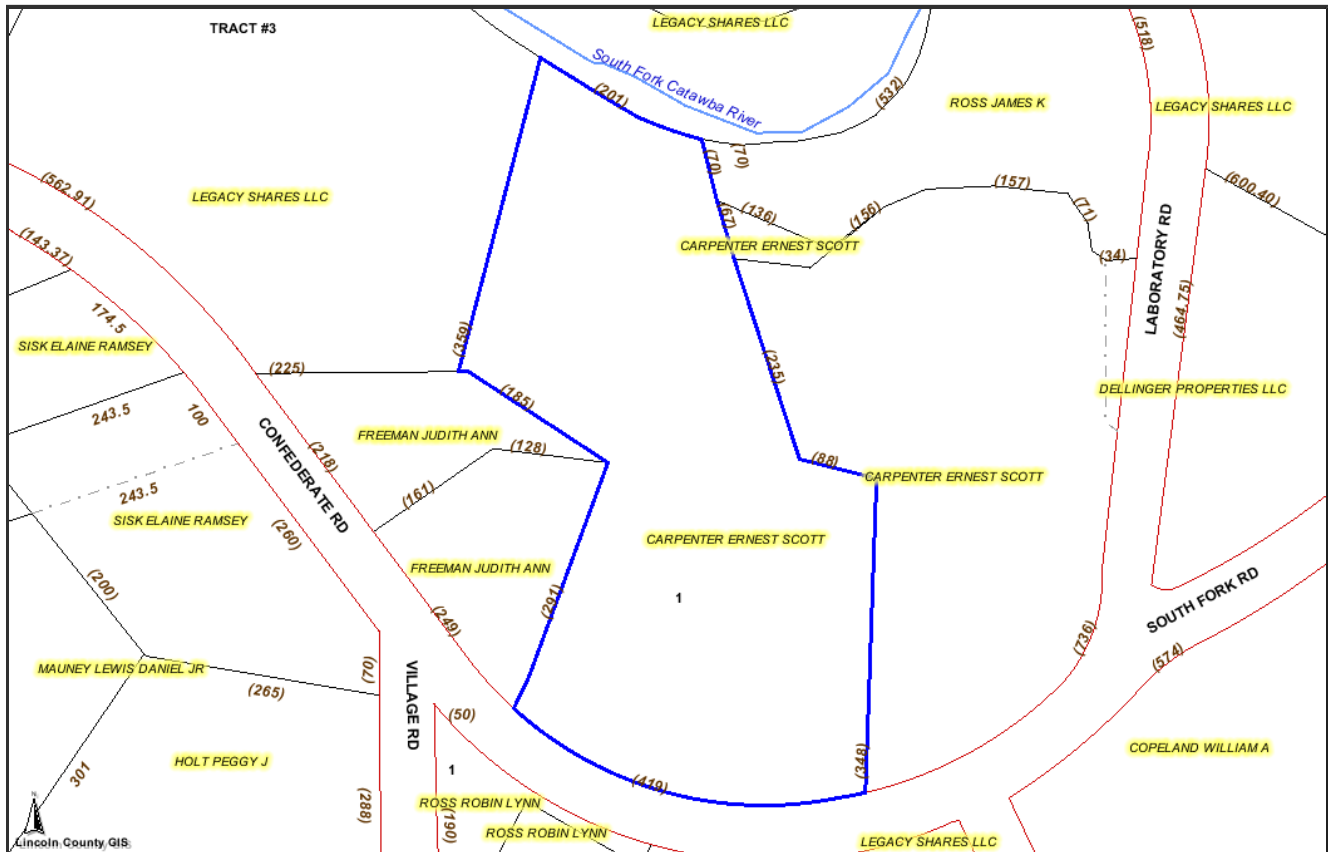 LEGACY SHARES LLC
TRACT #3
(518)
South Fork Catawba River
(201)
(532)
ROSS JAMES K
LEGACY SHARES LLC
(70)
(70)
(562.91)
LEGACY SHARES LLC
(157)
(600.40)
(67)
(136)
(156)
(71)
(143.37)
CARPENTER ERNEST SCOTT
(34)
LABORATORY RD
(464.75)
174.5
SISK ELAINE RAMSEY
(359)
(225)
(235)
(185)
DELLINGER PROPERTIES LLC
243.5
100
CONFEDERATE RD
(218)
FREEMAN JUDITH ANN
(128)
(88)
CARPENTER ERNEST SCOTT
243.5
(161)
SISK ELAINE RAMSEY
(260)
CARPENTER ERNEST SCOTT
FREEMAN JUDITH ANN
(200)
(291)
1
SOUTH FORK RD
(249)
(736)
(574)
MAUNEY LEWIS DANIEL JR
(70)
(265)
VILLAGE RD
(50)
COPELAND WILLIAM A
HOLT PEGGY J
301
1
(419)
(348)
(288)
ROSS ROBIN LYNN
(190)
ROSS ROBIN LYNN
LEGACY SHARES LLC
N
Lincoln County GIS